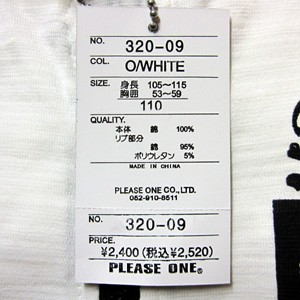 NO. 320-09
COL. O/WHITE
SIZE. 身長 105～115
胸囲 53～59
110
QUALITY.
本体 綿 100%
リブ部分
綿 95%
ポリウレタン 5%
MADE IN CHINA
PLEASE ONE CO.,LTD.
052-910-8511
NO. 320-09
PRICE.
¥2,400(税込¥2,520)
PLEASE ONE®